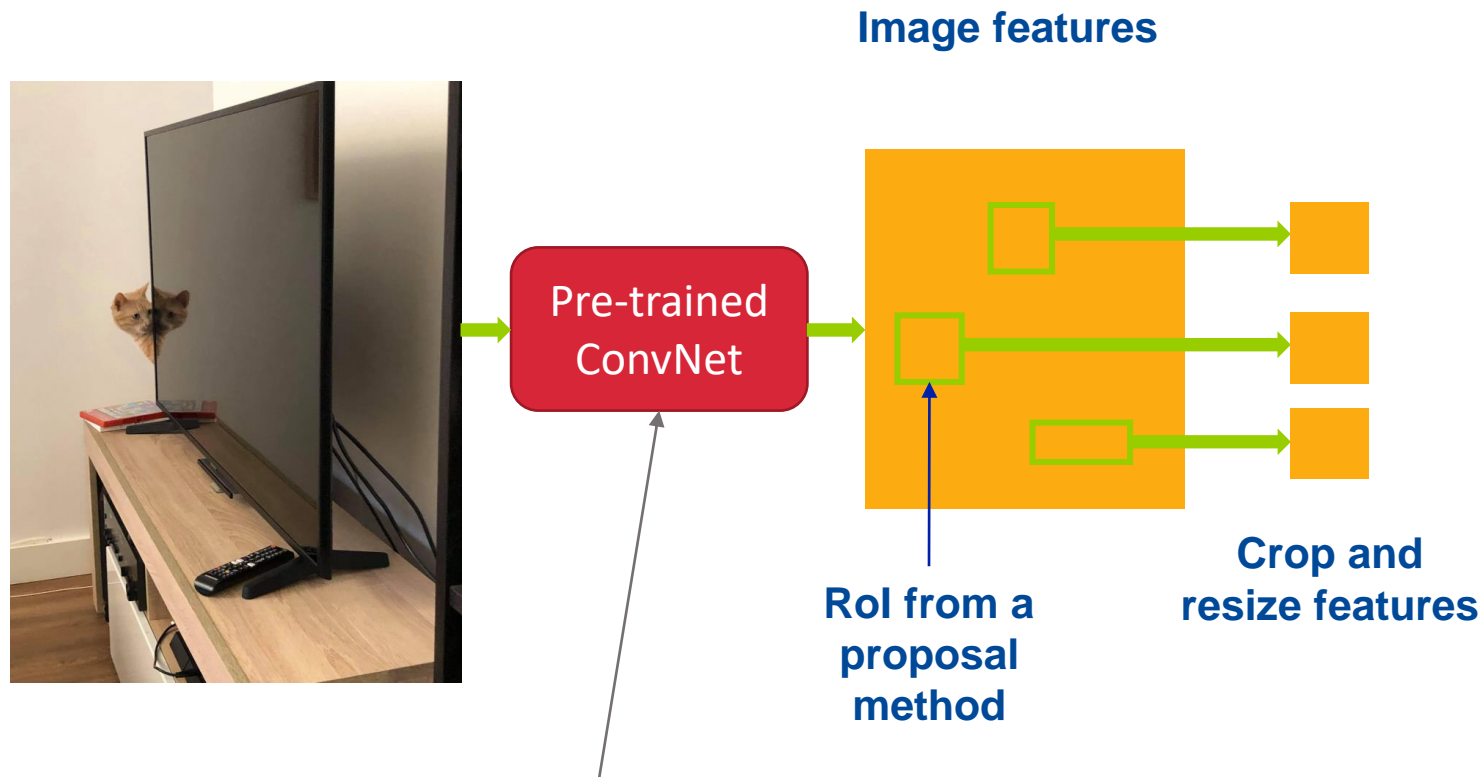 Image features
Pre-trained
ConvNet
RoI from a
proposal
method
Crop and
resize features